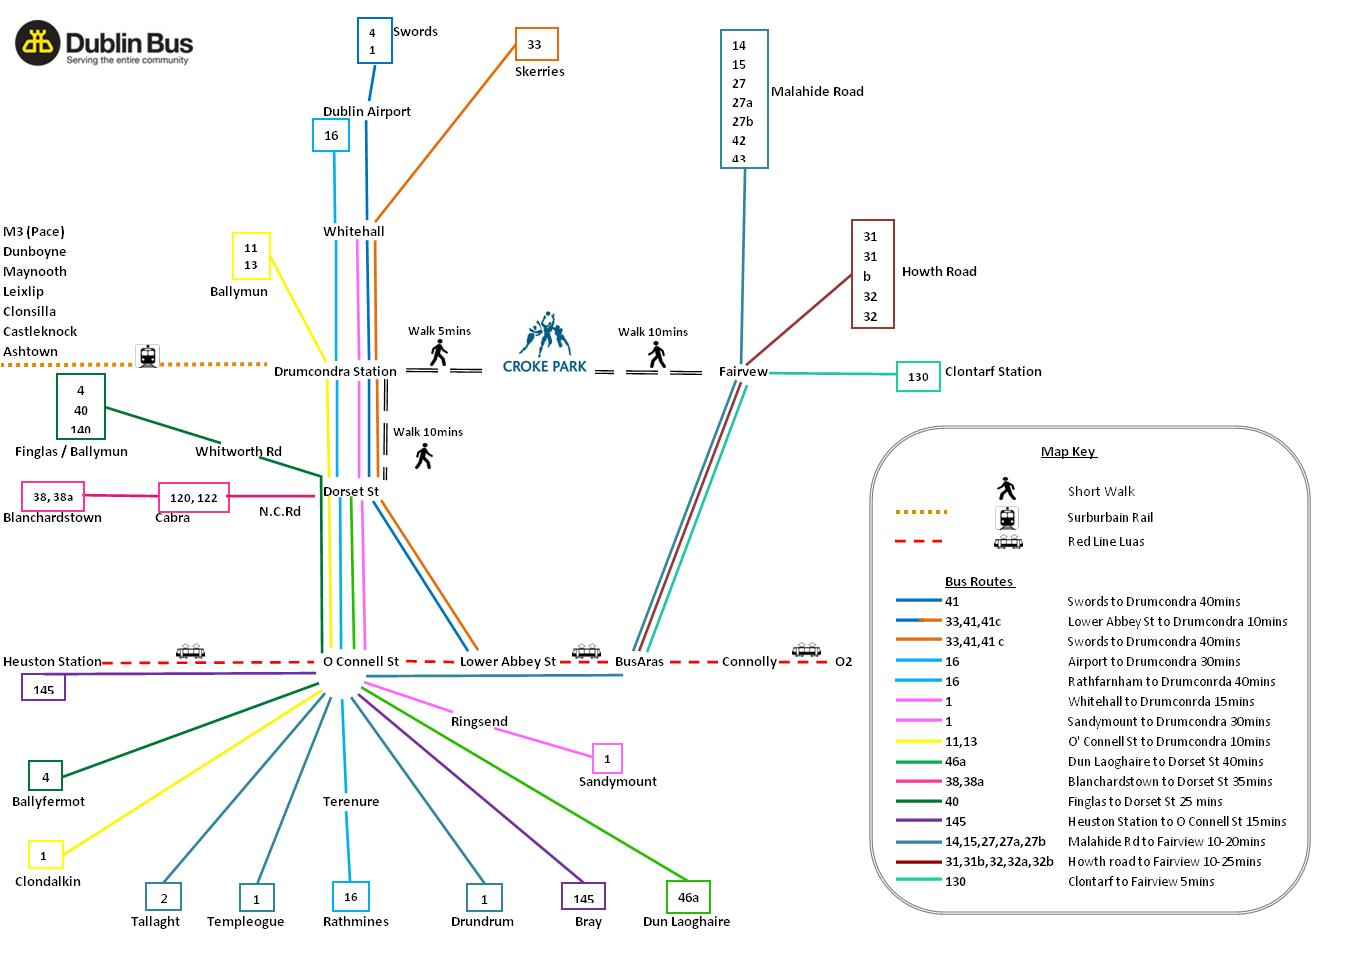 Dublin Bus
Serving the entire community
4
1
Swords
33
Skerries
Dublin Airport
16
14
15
27
27a
27b
42
43
Malahide Road
Whitehall
M3 (Pace)
Dunboyne
Maynooth
Leixlip
Clonsilla
Castleknock
Ashtown
11
13
Ballymun
31
31
b
32
32
Howth Road
Walk 5mins
CROKE PARK
Walk 10mins
Drumcondra Station
Fairvew
130
Clontarf Station
4
40
140
Finglas / Ballymun
Whitworth Rd
Walk 10mins
38, 38a
Blanchardstown
120, 122
Cabra
N.C.Rd
Dorset St
Heuston Station
O Connell St
Lower Abbey St
BusAras
Connolly
O2
145
Ringsend
1
Sandymount
4
Ballyfermot
Terenure
1
Clondalkin
2
Tallaght
1
Templeogue
16
Rathmines
1
Drundrum
145
Bray
46a
Dun Laoghaire
Map Key
Short Walk
Surburbain Rail
Red Line Luas
Bus Routes
41 Swords to Drumcondra 40mins
33,41,41c Lower Abbey St to Drumcondra 10mins
33,41,41 c Swords to Drumcondra 40mins
16 Airport to Drumcondra 30mins
16 Rathfarnham to Drumconrda 40mins
1 Whitehall to Drumconrda 15mins
1 Sandymount to Drumcondra 30mins
11,13 O' Connell St to Drumcondra 10mins
46a Dun Laoghaire to Dorset St 40mins
38,38a Blanchardstown to Dorset St 35mins
40 Finglas to Dorset St 25 mins
145 Heuston Station to O Connell St 15mins
14,15,27,27a,27b Malahide Rd to Fairview 10-20mins
31,31b,32,32a,32b Howth road to Fairview 10-25mins
130 Clontarf to Fairview 5mins